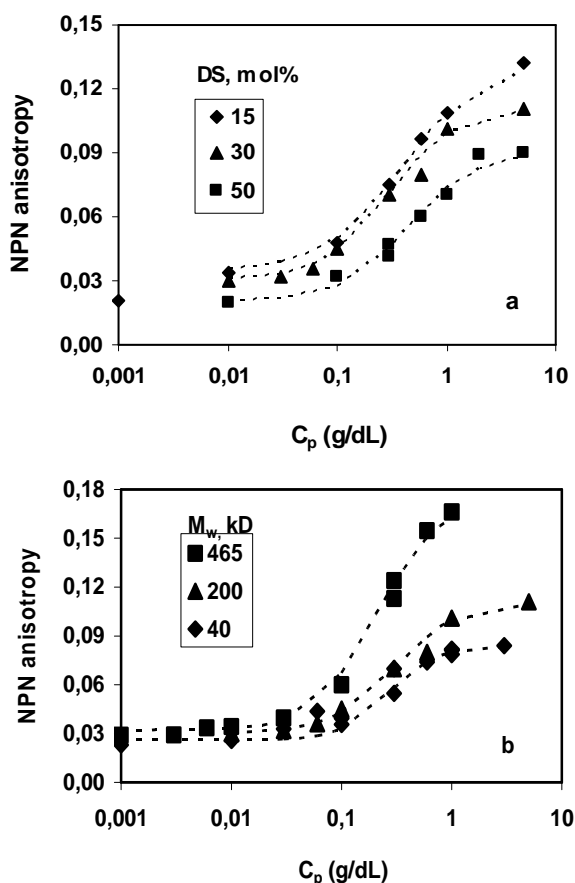 0,15
DS, mol%
0,12
15
30
0,09
50
0,06
0,03
a
0,00
0,001 0,01 0,1 1 10
NPN anisotropy
Cp (g/dL)
0,18
Mw, kD
465
0,15
200
0,12
40
0,09
0,06
0,03
b
0,00
0,001 0,01 0,1 1 10
NPN anisotropy
Cp (g/dL)